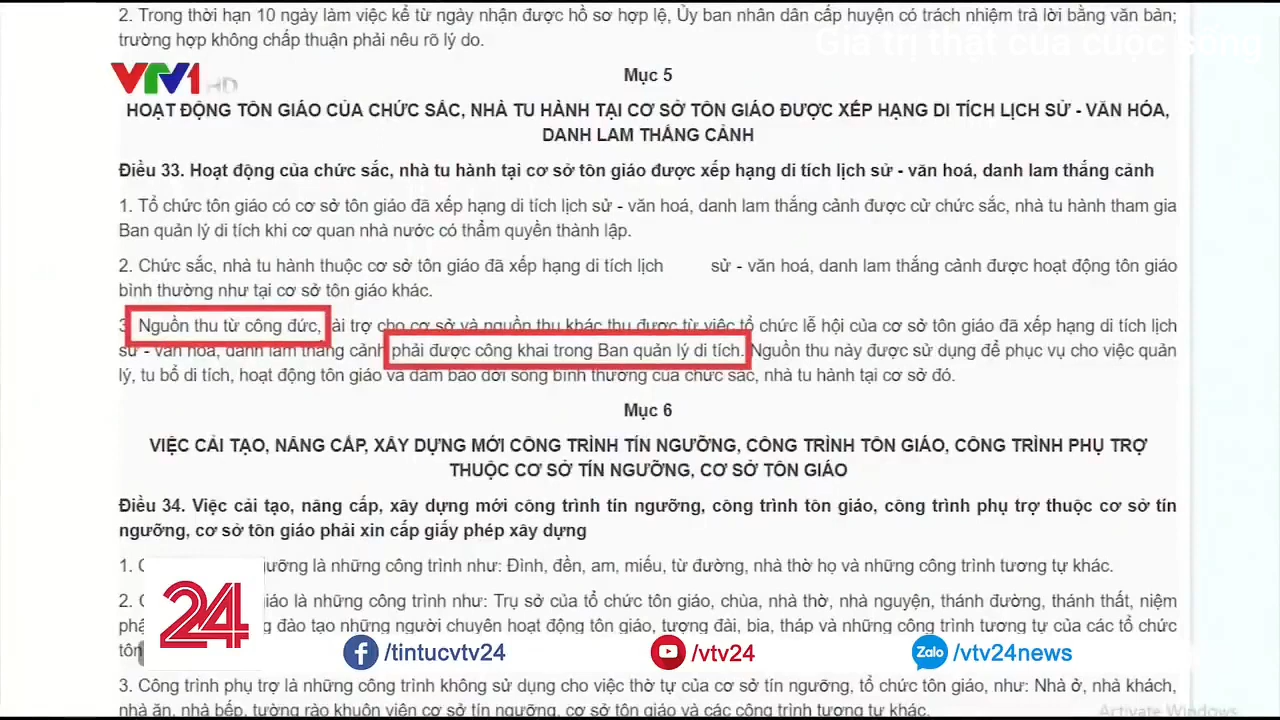 2. Trong thời hạn 10 ngày làm việc kể từ ngày nhận được hồ sơ hợp lệ, Ủy ban nhân dân cấp huyện có trách nhiệm trả lời bằng văn bản;
trường hợp không chấp thuận phải nêu rõ lý do.
Giá trị thật của cuộc sống
VTV1 HD
Mục 5
HOẠT ĐỘNG TÔN GIÁO CỦA CHỨC SẮC, NHÀ TU HÀNH TẠI CƠ SỞ TÔN GIÁO ĐƯỢC XẾP HẠNG DI TÍCH LỊCH SỬ - VĂN HÓA,
DANH LAM THẮNG CẢNH
Điều 33. Hoạt động của chức sắc, nhà tu hành tại cơ sở tôn giáo được xếp hạng di tích lịch sử - văn hoá, danh lam thắng cảnh
1. Tổ chức tôn giáo có cơ sở tôn giáo đã xếp hạng di tích lịch sử - văn hoá, danh lam thắng cảnh được cử chức sắc, nhà tu hành tham gia
Ban quản lý di tích khi cơ quan nhà nước có thẩm quyền thành lập.
2. Chức sắc, nhà tu hành thuộc cơ sở tôn giáo đã xếp hạng di tích lịch sử - văn hoá, danh lam thắng cảnh được hoạt động tôn giáo
bình thường như tại cơ sở tôn giáo khác.
3. Nguồn thu từ công đức, tài trợ cho cơ sở và nguồn thu khác thu được từ việc tổ chức lễ hội của cơ sở tôn giáo đã xếp hạng di tích lịch
sử - văn hoá, danh lam thắng cảnh phải được công khai trong Ban quản lý di tích. Nguồn thu này được sử dụng để phục vụ cho việc quản
lý, tu bổ di tích, hoạt động tôn giáo và đảm bảo đời sống bình thường của chức sắc, nhà tu hành tại cơ sở đó.
Mục 6
VIỆC CẢI TẠO, NÂNG CẤP, XÂY DỰNG MỚI CÔNG TRÌNH TÍN NGƯỠNG, CÔNG TRÌNH TÔN GIÁO, CÔNG TRÌNH PHỤ TRỢ
THUỘC CƠ SỞ TÍN NGƯỠNG, CƠ SỞ TÔN GIÁO
Điều 34. Việc cải tạo, nâng cấp, xây dựng mới công trình tín ngưỡng, công trình tôn giáo, công trình phụ trợ thuộc cơ sở tín
ngưỡng, cơ sở tôn giáo phải xin cấp giấy phép xây dựng
1. ưỡng là những công trình như: Đình, đền, am, miếu, từ đường, nhà thờ họ và những công trình tương tự khác.
2. giáo là những công trình như: Trụ sở của tổ chức tôn giáo, chùa, nhà thờ, nhà nguyện, thánh đường, thánh thất, niệm
đào tạo những người chuyên hoạt động tôn giáo, tượng đài, bia, tháp và những công trình tương tự của các tổ chức
tôn
24
/tintucvtv24
/vtv24
Zalo /vtv24news
3. Công trình phụ trợ là những công trình không sử dụng cho việc thờ tự của cơ sở tín ngưỡng, tổ chức tôn giáo, như: Nhà ở, nhà khách,
nhà ăn, nhà bếp, tường rào khuôn viên cơ sở tín ngưỡng, cơ sở tôn giáo và các công trình tương tự khác.
Activate Windows